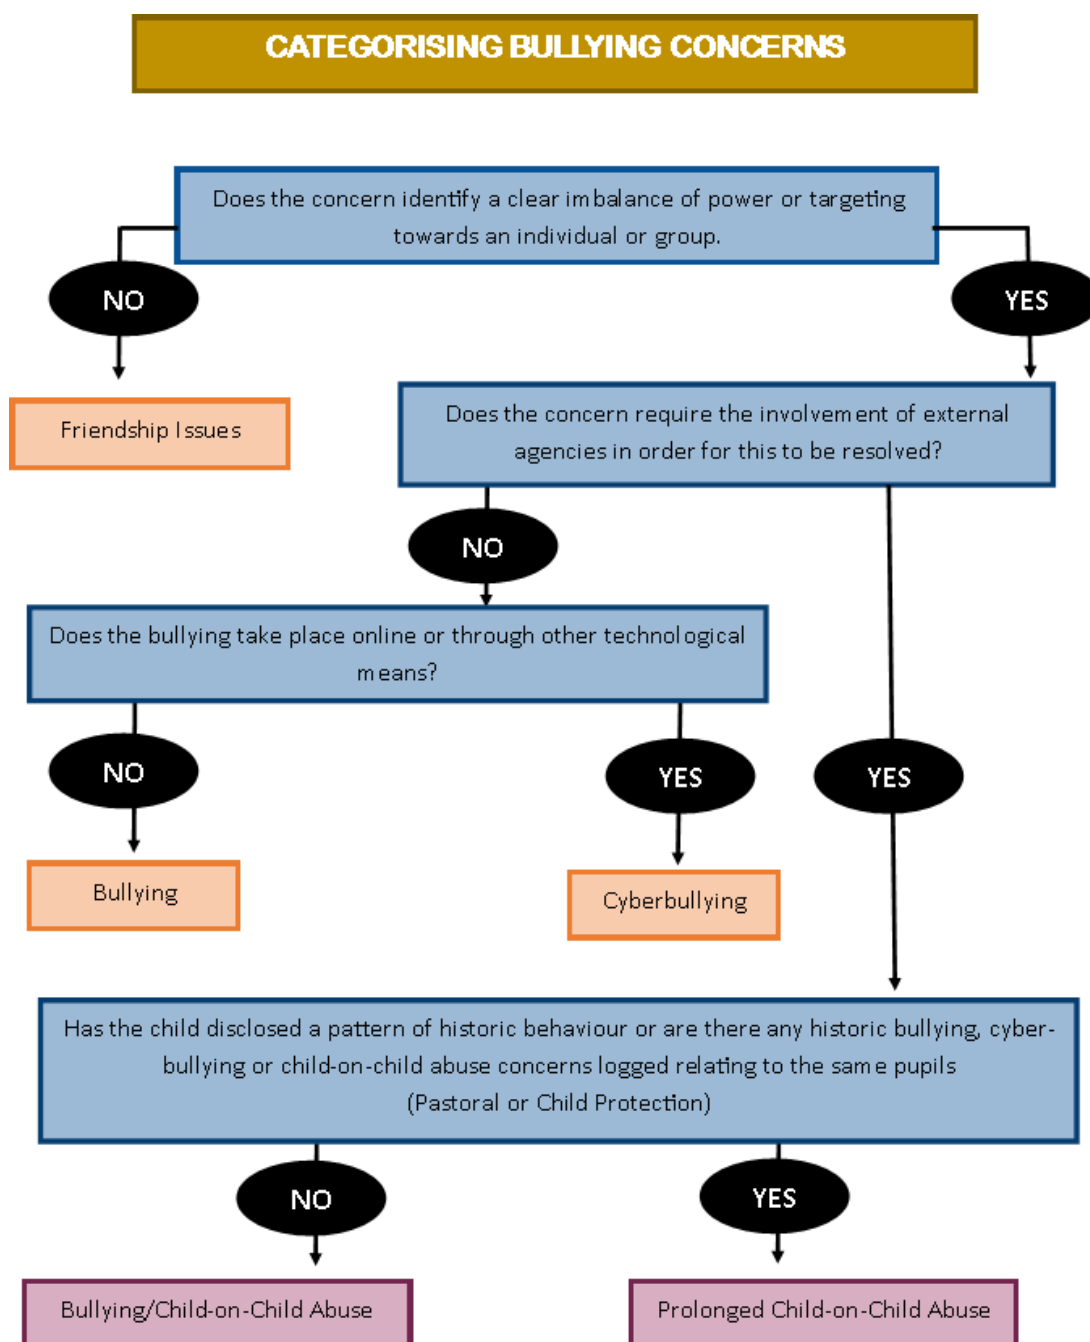 CATEGORISING BULLYING CONCERNS
Does the concern identify a clear imbalance of power or targeting
towards an individual or group.
NO
YES
Friendship Issues
Does the concern require the involvement of external
agencies in order for this to be resolved?
NO
Does the bullying take place online or through other technological
means?
NO
YES
YES
Bullying
Cyberbullying
Has the child disclosed a pattern of historic behaviour or are there any historic bullying, cyber-
bullying or child-on-child abuse concerns logged relating to the same pupils
(Pastoral or Child Protection)
NO
YES
Bullying/Child-on-Child Abuse
Prolonged Child-on-Child Abuse